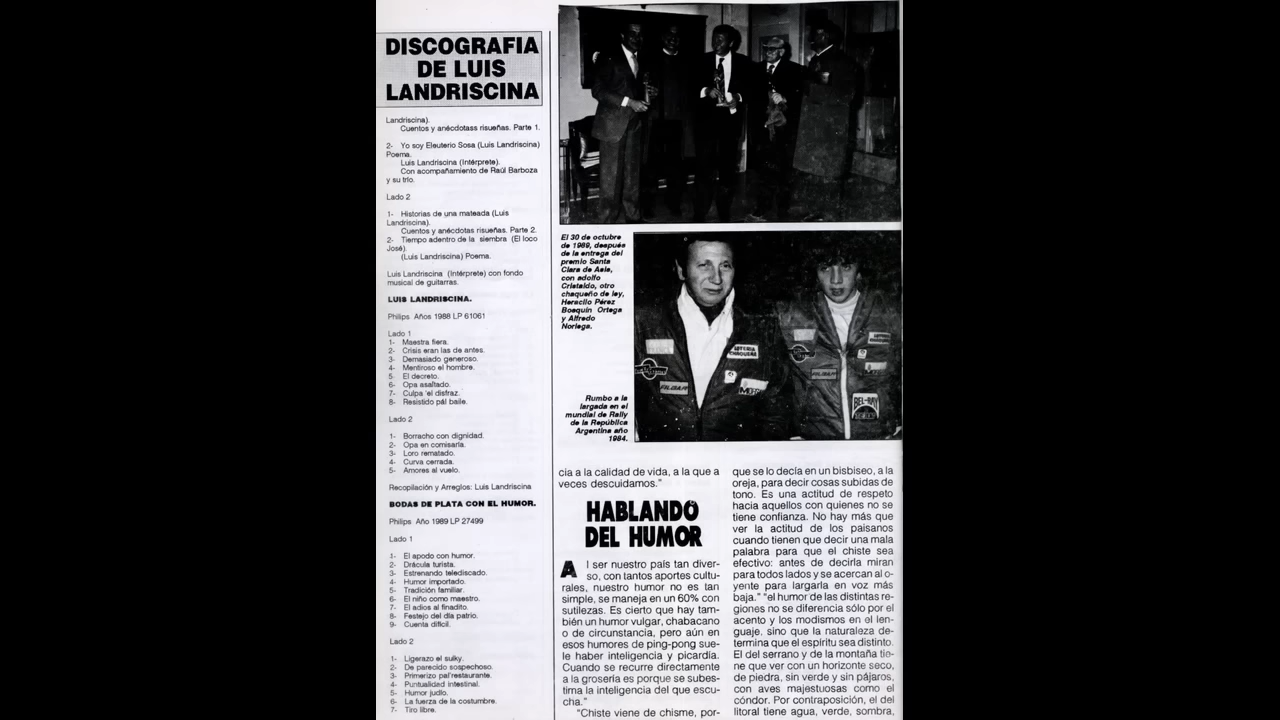 DISCOGRAFIA
DE LUIS
LANDRISCINA
Landriscina).
Cuentos y anécdotass risueñas. Parte 1.
2- Yo soy Eleuterio Sosa (Luis Landriscina)
Poema.
Luis Landriscina (Intérprete).
Con acompañamiento de Raúl Barboza
y su trío.
Lado 2
1- Historias de una mateada (Luis
Landriscina).
Cuentos y anécdotas risueñas. Parte 2.
2- Tiempo adentro de la siembra (El loco
José).
(Luis Landriscina) Poema.
Luis Landriscina (Intérprete) con fondo
musical de guitarras.
LUIS LANDRISCINA.
Philips Años 1988 LP 61061
Lado 1
1- Maestra fiera.
2- Crisis eran las de antes.
3- Demasiado generoso.
4- Mentiroso el hombre.
5 El decreto.
6- Opa asaltado.
7- Culpa 'el disfraz.
8- Resistido pál baile.
Lado 2
1- Borracho con dignidad.
2- Opa en comisaría.
3- Loro rematado.
4- Curva cerrada.
5- Amores al vuelo.
Recopilación y Arreglos: Luis Landriscina
BODAS DE PLATA CON EL HUMOR.
Philips Año 1989 LP 27499
Lado 1
1- El apodo con humor.
2- Drácula turista.
3- Estrenando teledíscado.
4- Humor importado.
5- Tradición familiar.
6- El niño como maestro.
7- El adios al finadito.
8- Festejo del día patrio.
9- Cuenta difícil.
Lado 2
1- Ligerazo el sulky.
2- De parecido sospechoso.
3- Primerizo pal'restaurante.
4- Puntualidad intestinal.
5- Humor judío.
6- La fuerza de la costumbre.
7- Tiro libre.
El 30 de octubre
de 1989, después
de la entrega del
premio Santa
Clara de Asís,
con adolfo
Cristaldo, otro
chaqueño de ley,
Heraclio Pérez
Bosquín Ortega
y Alfredo
Noriega.
LOTERIA
CHAQUEÑA
BEL-RAY
Rumbo a la
largada en el
mundial de Rally
de la República
Argentina año
1984.
cia a la calidad de vida, a la que a
veces descuidamos."
HABLANDO
DEL HUMOR
Al ser nuestro país tan diver-
so, con tantos aportes cultu-
rales, nuestro humor no es tan
simple, se maneja en un 60% con
sutilezas. Es cierto que hay tam-
bién un humor vulgar, chabacano
o de circunstancia, pero aún en
esos humores de ping-pong sue-
le haber inteligencia y picardía.
Cuando se recurre directamente
a la grosería es porque se subes-
tima la inteligencia del que escu-
cha."
"Chiste viene de chisme, por-
que se lo decía en un bisbiseo, a la
oreja, para decir cosas subidas de
tono. Es una actitud de respeto
hacia aquellos con quienes no se
tiene confianza. No hay más que
ver la actitud de los paisanos
cuando tienen que decir una mala
palabra para que el chiste sea
efectivo: antes de decirla miran
para todos lados y se acercan al o-
yente para largarla en voz más
baja." "el humor de las distintas re-
giones no se diferencia sólo por el
acento y los modismos en el len-
guaje, sino que la naturaleza de-
termina que el espíritu sea distinto.
El del serrano y de la montaña tie-
ne que ver con un horizonte seco,
de piedra, sin verde y sin pájaros,
con aves majestuosas como el
cóndor. Por contraposición, el del
litoral tiene agua, verde, sombra,